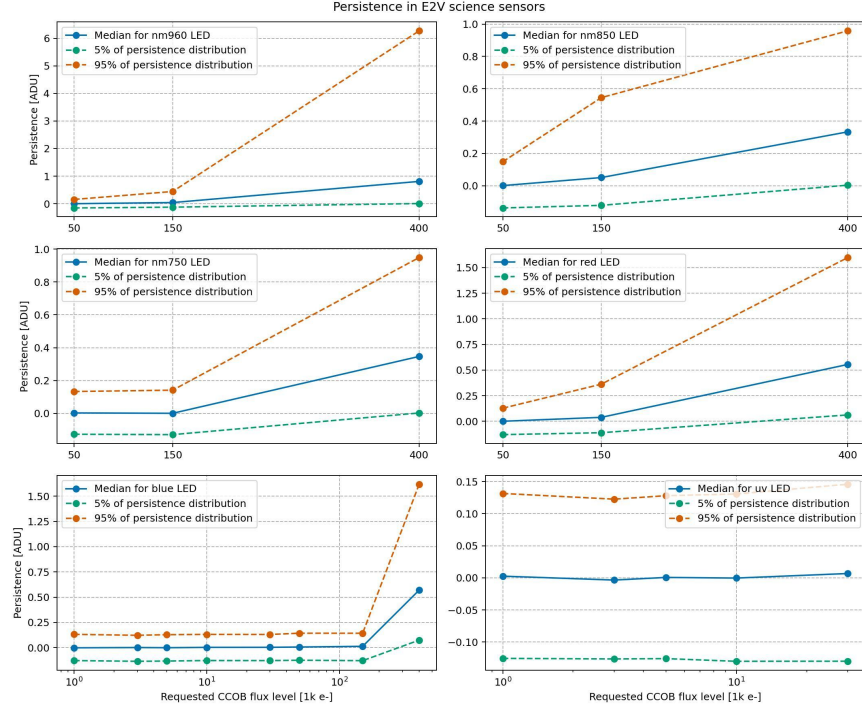 Persistence in E2V science sensors
Median for nm960 LED
5% of persistence distribution
95% of persistence distribution
Persistence [ADU]
6
5
4
3
2
1
0
50
150
400
Median for nm850 LED
5% of persistence distribution
95% of persistence distribution
1.0
0.8
0.6
0.4
0.2
0.0
50
150
400
Median for nm750 LED
5% of persistence distribution
95% of persistence distribution
Persistence [ADU]
1.0
0.8
0.6
0.4
0.2
0.0
50
150
400
Median for red LED
5% of persistence distribution
95% of persistence distribution
1.50
1.25
1.00
0.75
0.50
0.25
0.00
50
150
400
Median for blue LED
5% of persistence distribution
95% of persistence distribution
Persistence [ADU]
1.50
1.25
1.00
0.75
0.50
0.25
0.00
10⁰
10¹
10²
Requested CCOB flux level [1k e-]
Median for uv LED
5% of persistence distribution
95% of persistence distribution
0.15
0.10
0.05
0.00
−0.05
−0.10
10⁰
10¹
Requested CCOB flux level [1k e-]